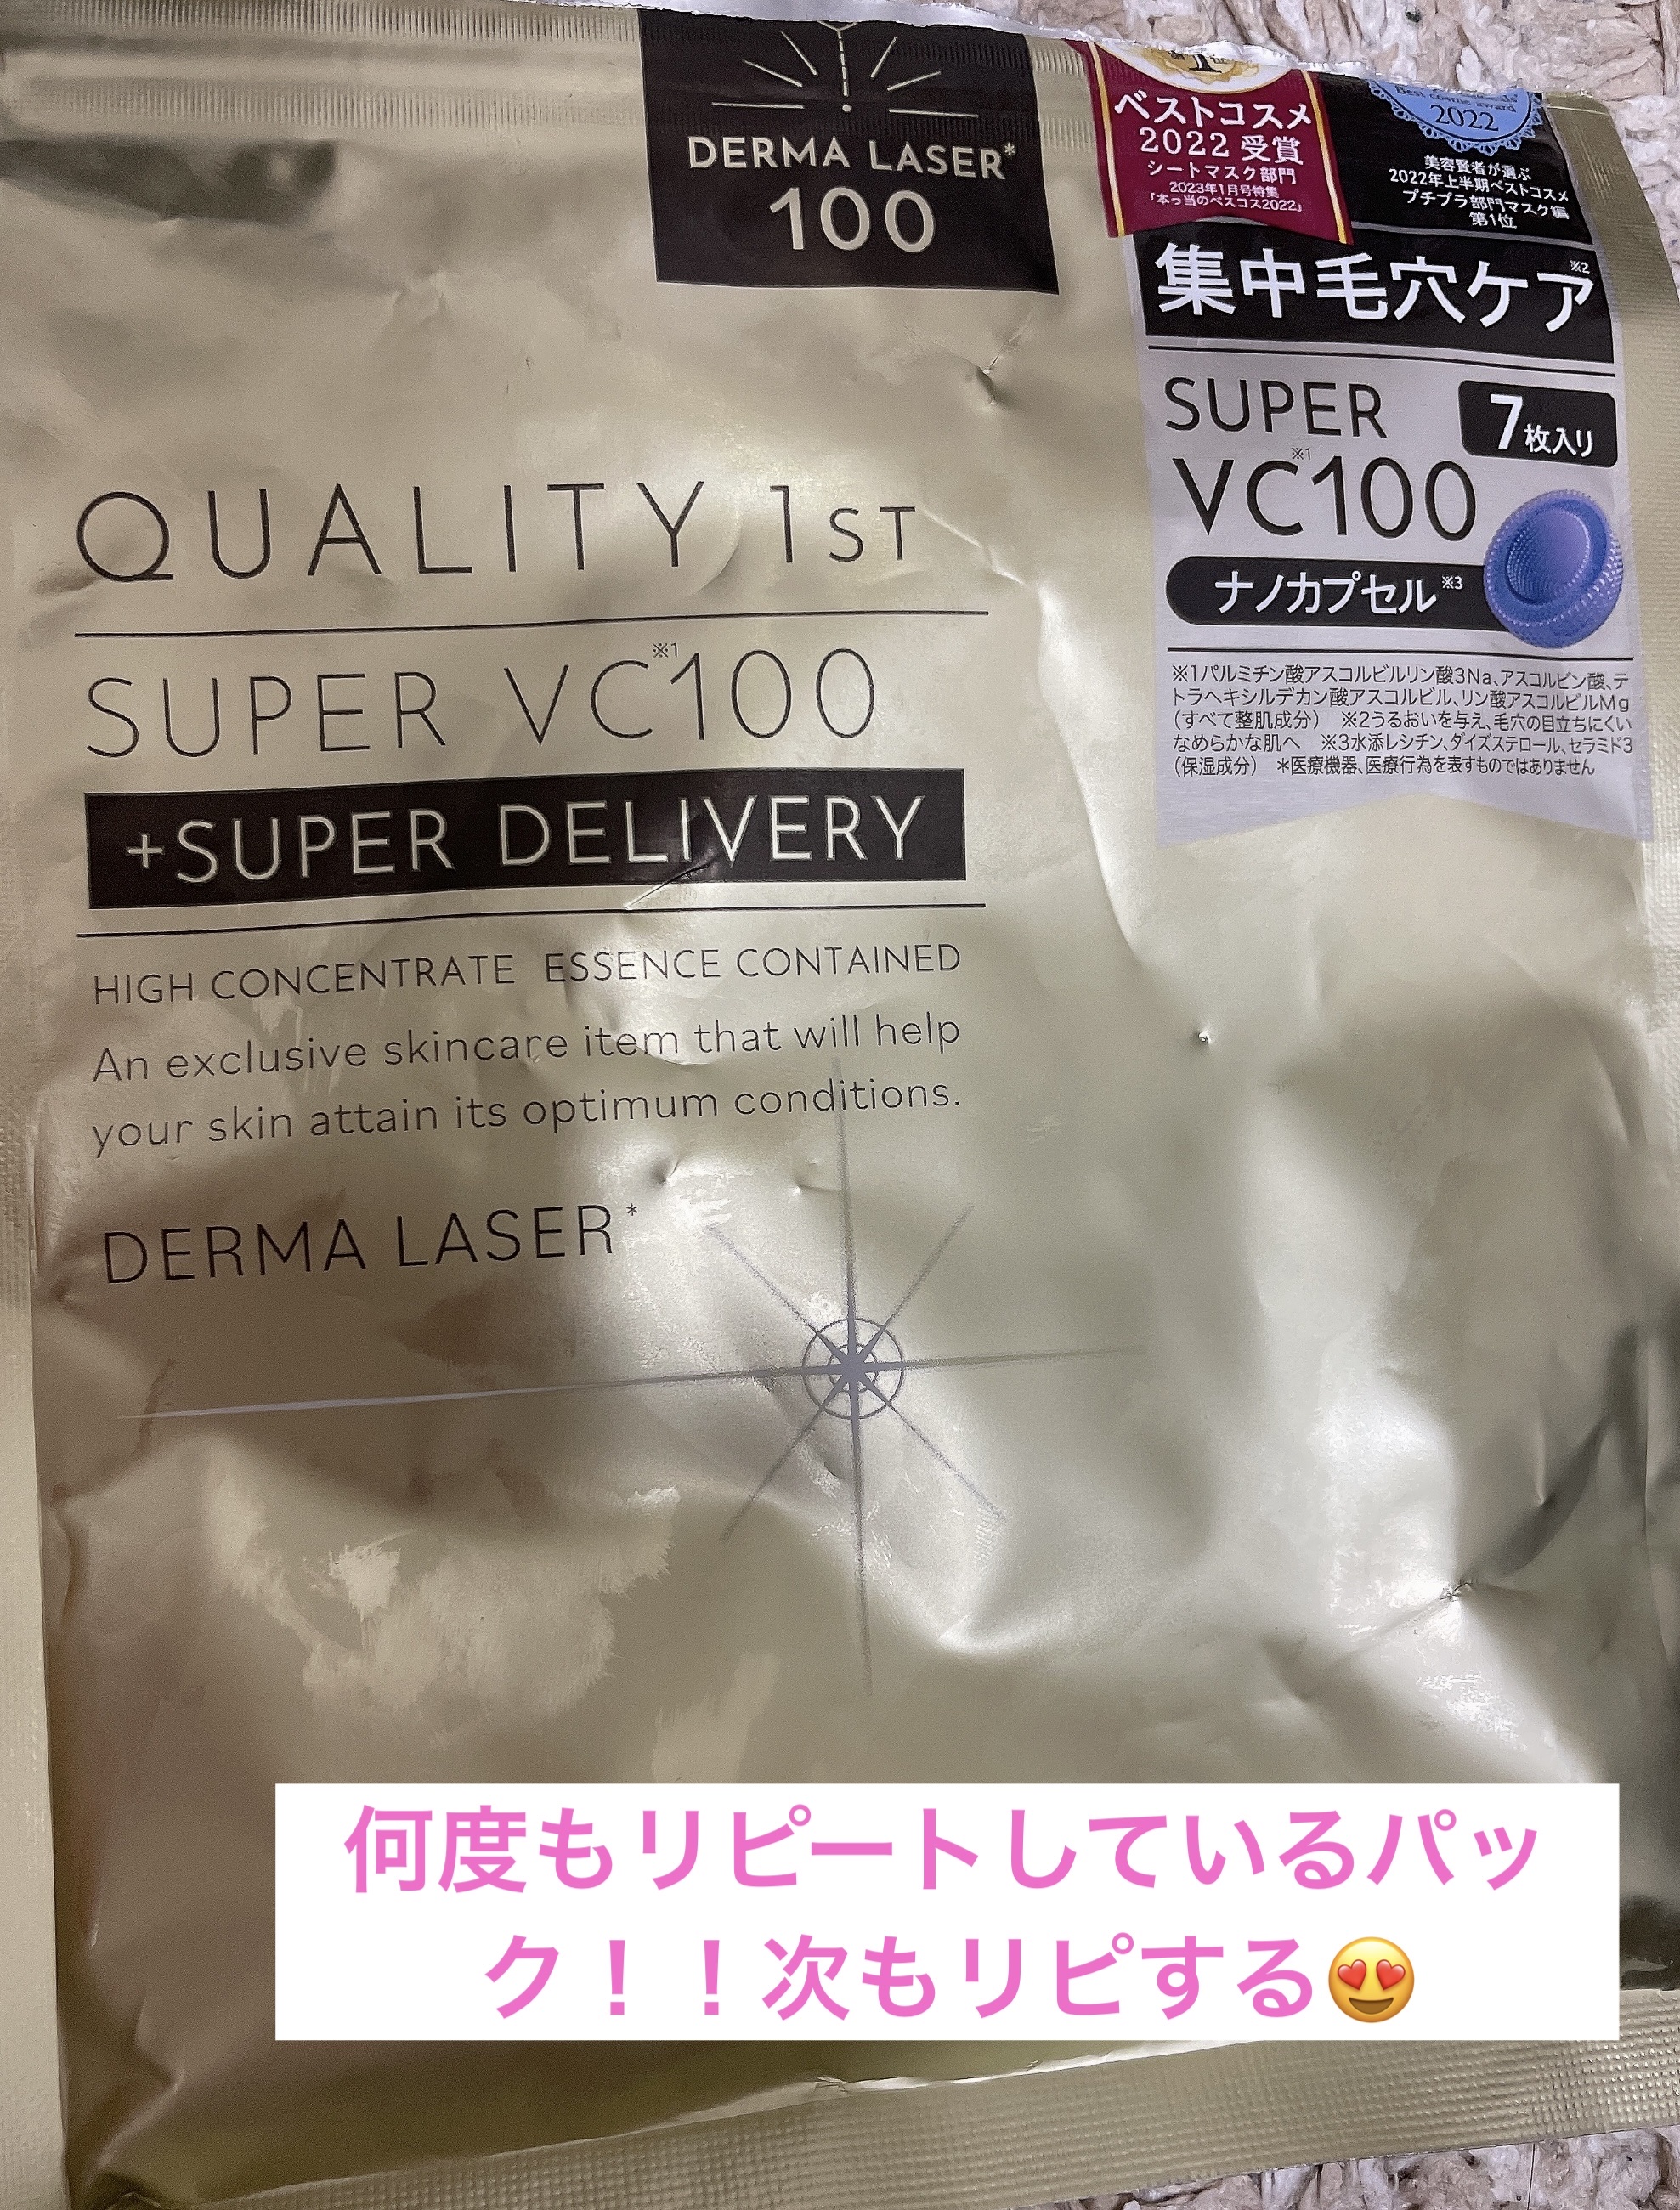 DERMA LASER*
100
ベストコスメ
2022 受賞
シートマスク部門
2023年1月号特集
「本っ当のベスコス2022」
Best cosme award
2022
美容賢者が選ぶ
2022年上半期ベストコスメ
プチプラ部門マスク編
第1位
集中毛穴ケア※2
SUPER
VC※1100
7枚入り
ナノカプセル※3
※1パルミチン酸アスコルビルリン酸3Na、アスコルビン酸、テ
トラヘキシルデカン酸アスコルビル、リン酸アスコルビルMg
(すべて整肌成分) ※2うるおいを与え、毛穴の目立ちにくい
なめらかな肌へ ※3水添レシチン、ダイズステロール、セラミド3
(保湿成分) *医療機器、医療行為を表すものではありません
QUALITY 1ST
SUPER VC※1100
+SUPER DELIVERY
HIGH CONCENTRATE ESSENCE CONTAINED
An exclusive skincare item that will help
your skin attain its optimum conditions.
DERMA LASER*
何度もリピートしているパッ
ク！！次もリピする😍